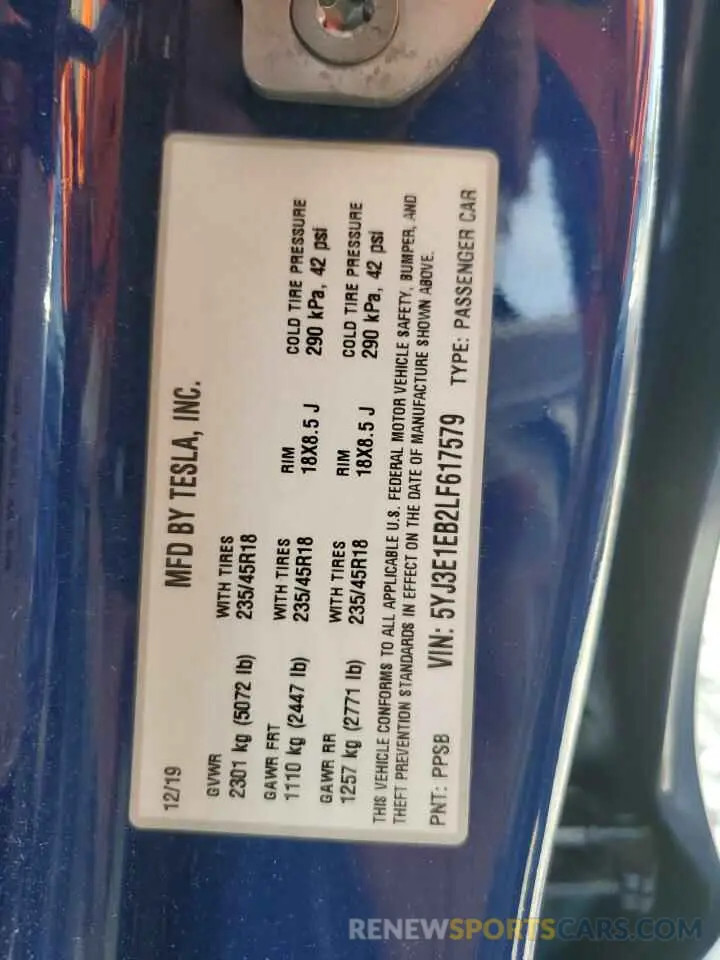 MFD BY TESLA, INC.
12/19
GVWR WITH TIRES
2301 kg (5072 lb) 235/45R18
GAWR FRT WITH TIRES RIM COLD TIRE PRESSURE
1110 kg (2447 lb) 235/45R18 18X8.5 J 290 kPa, 42 psi
GAWR RR WITH TIRES RIM COLD TIRE PRESSURE
1257 kg (2771 lb) 235/45R18 18X8.5 J 290 kPa, 42 psi
THIS VEHICLE CONFORMS TO ALL APPLICABLE U.S. FEDERAL MOTOR VEHICLE SAFETY, BUMPER, AND
THEFT PREVENTION STANDARDS IN EFFECT ON THE DATE OF MANUFACTURE SHOWN ABOVE.
PNT: PPSB VIN: 5YJ3E1EB2LF617579 TYPE: PASSENGER CAR
RENEWSPORTSCARS.COM